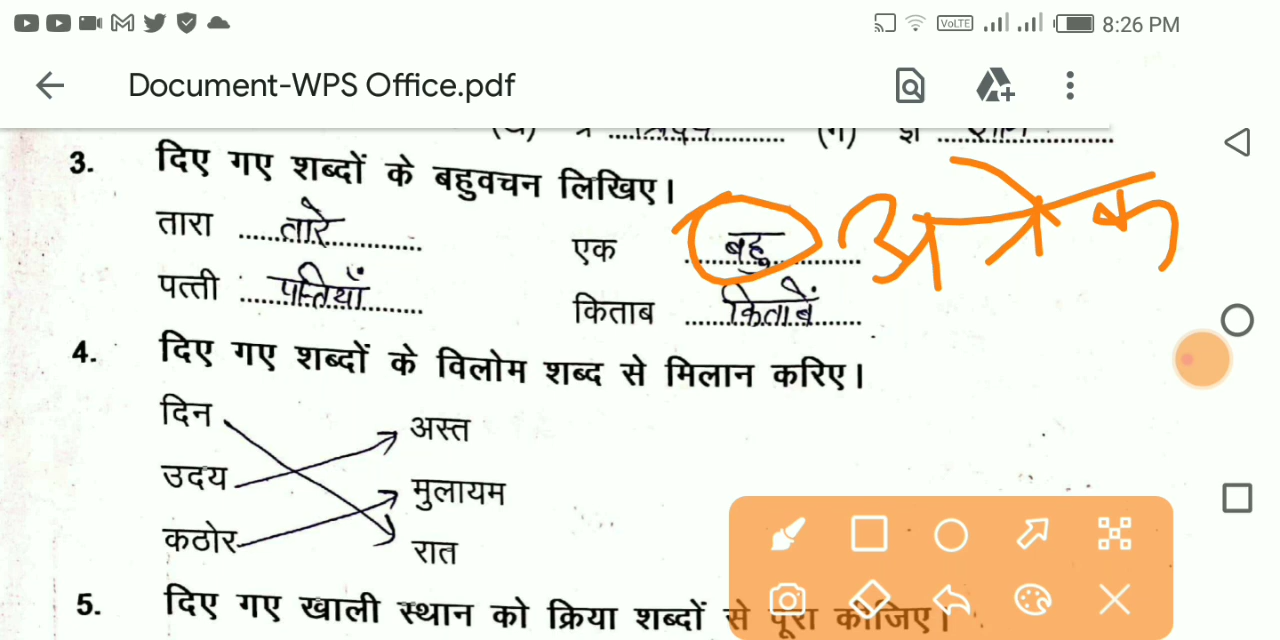 VoLTE 8:26 PM
Document-WPS Office.pdf
3. दिए गए शब्दों के बहुवचन लिखिए।
तारा ......तारे............ एक ......बहु............ अनेक
पत्ती ......पत्तियाँ......... किताब ......किताबें......
4. दिए गए शब्दों के विलोम शब्द से मिलान करिए।
दिन अस्त
उदय मुलायम
कठोर रात
5. दिए गए खाली स्थान को क्रिया शब्दों से पूरा कीजिए।